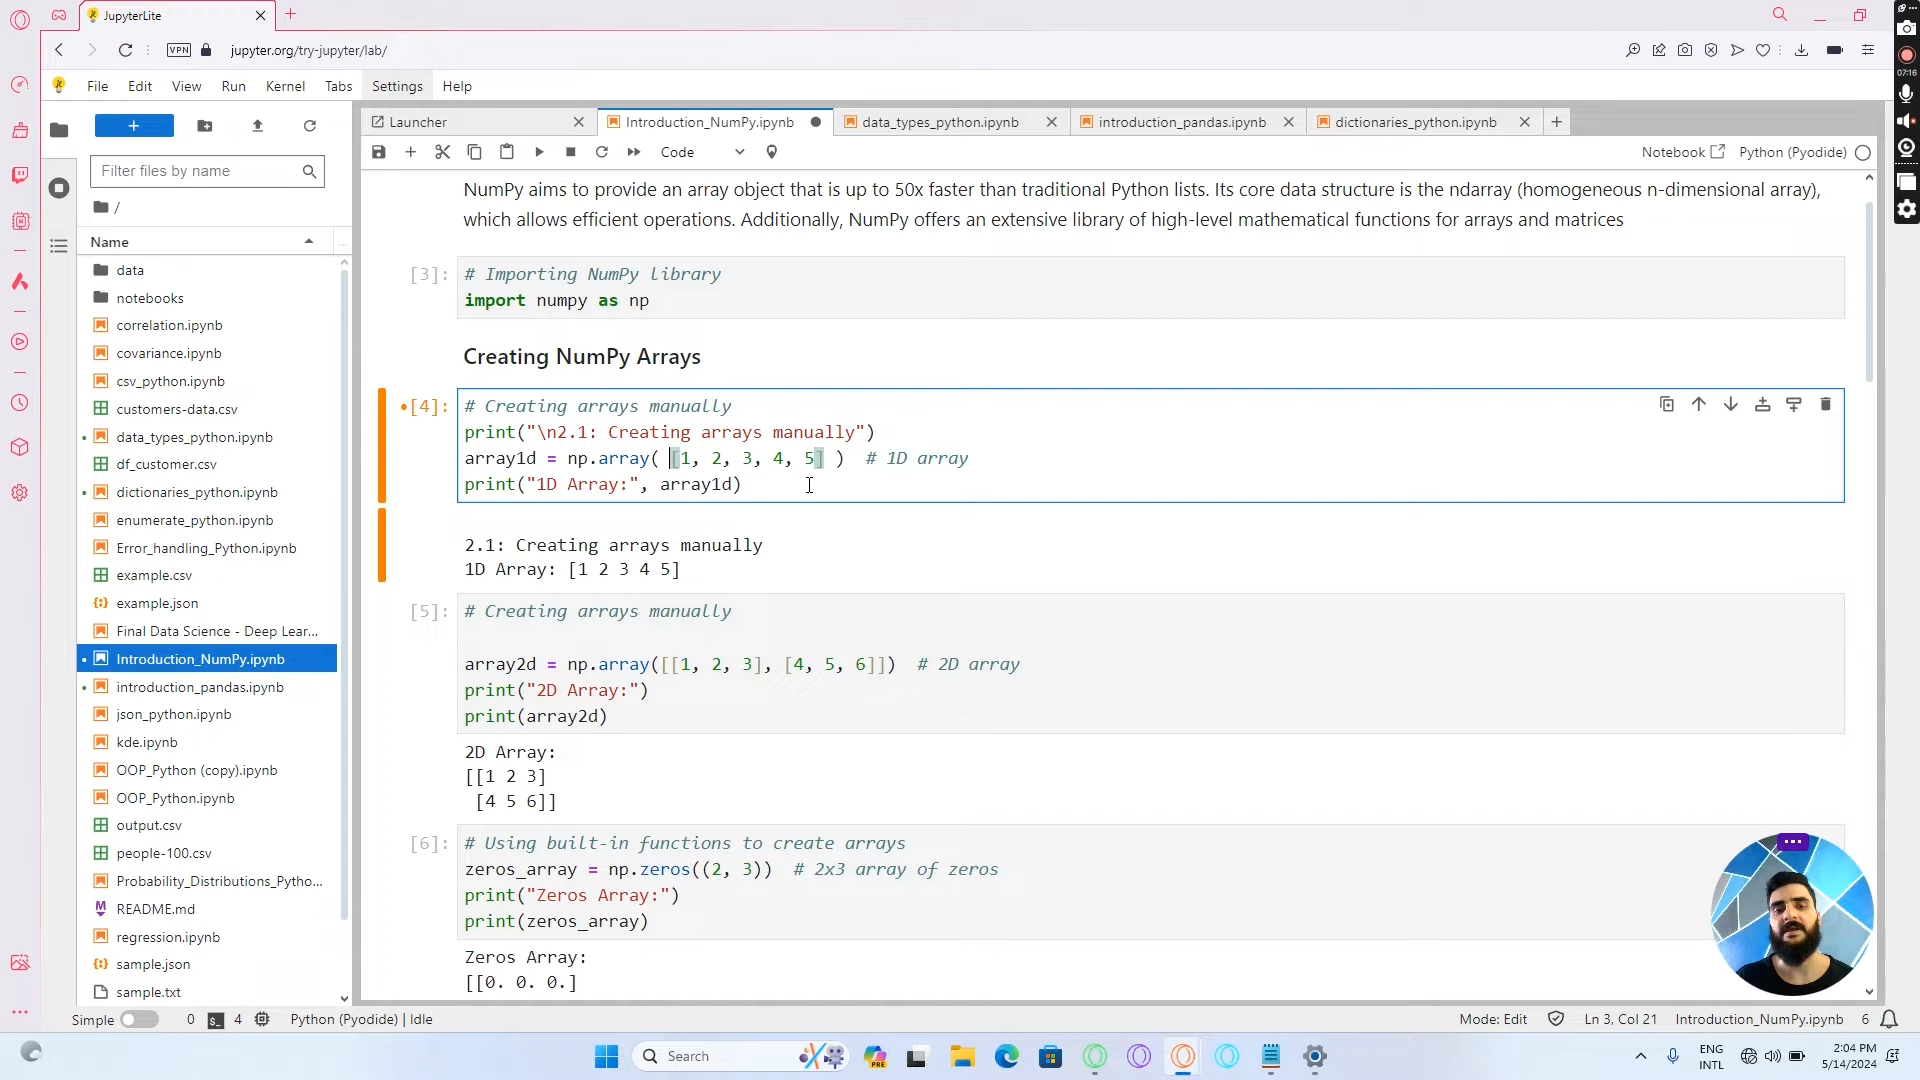 JupyterLite
VPN
jupyter.org/try-jupyter/lab/
07:16
File Edit View Run Kernel Tabs Settings Help
Launcher
Introduction_NumPy.ipynb
data_types_python.ipynb
introduction_pandas.ipynb
dictionaries_python.ipynb
Code
Notebook
Python (Pyodide)
Filter files by name
/
Name
data
notebooks
correlation.ipynb
covariance.ipynb
csv_python.ipynb
customers-data.csv
data_types_python.ipynb
df_customer.csv
dictionaries_python.ipynb
enumerate_python.ipynb
Error_handling_Python.ipynb
example.csv
example.json
Final Data Science - Deep Lear...
Introduction_NumPy.ipynb
introduction_pandas.ipynb
json_python.ipynb
kde.ipynb
OOP_Python (copy).ipynb
OOP_Python.ipynb
output.csv
people-100.csv
Probability_Distributions_Pytho...
README.md
regression.ipynb
sample.json
sample.txt
NumPy aims to provide an array object that is up to 50x faster than traditional Python lists. Its core data structure is the ndarray (homogeneous n-dimensional array),
which allows efficient operations. Additionally, NumPy offers an extensive library of high-level mathematical functions for arrays and matrices
[3]: # Importing NumPy library
import numpy as np
Creating NumPy Arrays
[4]: # Creating arrays manually
print("\n2.1: Creating arrays manually")
array1d = np.array( [1, 2, 3, 4, 5] )  # 1D array
print("1D Array:", array1d)
2.1: Creating arrays manually
1D Array: [1 2 3 4 5]
[5]: # Creating arrays manually
array2d = np.array([[1, 2, 3], [4, 5, 6]])  # 2D array
print("2D Array:")
print(array2d)
2D Array:
[[1 2 3]
[4 5 6]]
[6]: # Using built-in functions to create arrays
zeros_array = np.zeros((2, 3))  # 2x3 array of zeros
print("Zeros Array:")
print(zeros_array)
Zeros Array:
[[0. 0. 0.]
Simple 0 4 Python (Pyodide) | Idle
Mode: Edit Ln 3, Col 21 Introduction_NumPy.ipynb 6
Search
PRE
ENG
INTL
2:04 PM
5/14/2024